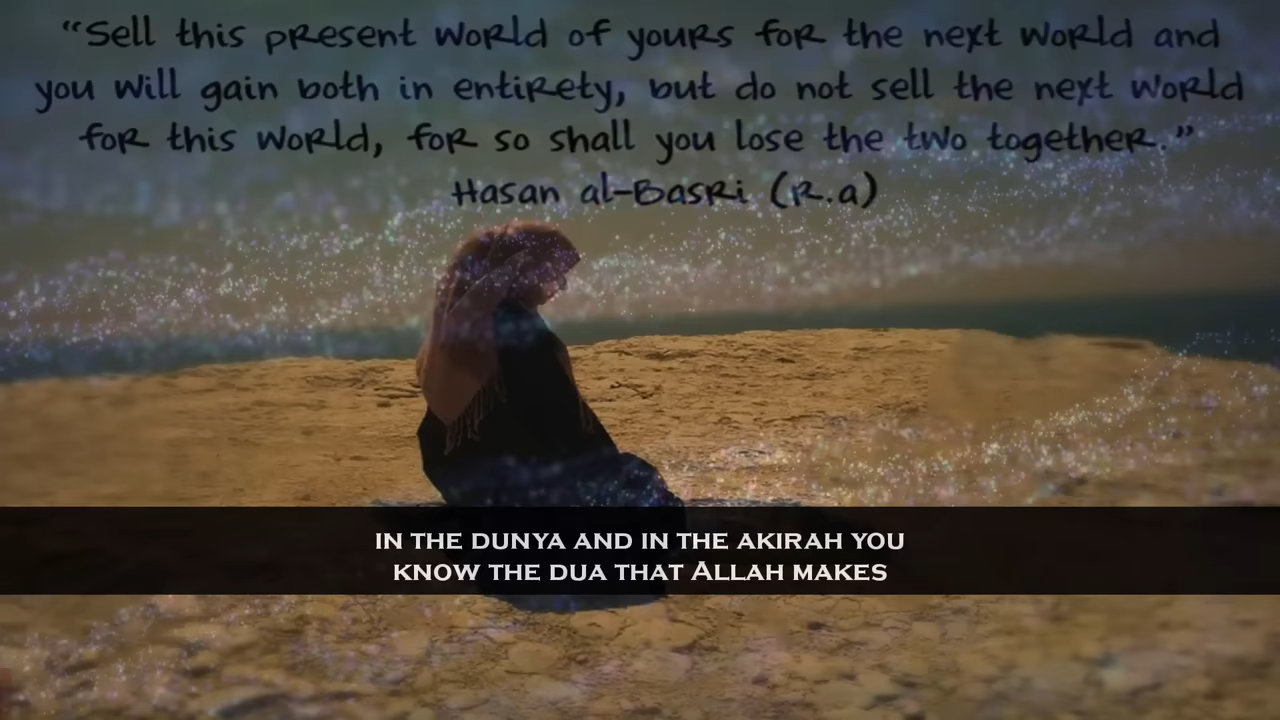 “Sell this present world of yours for the next world and
you will gain both in entirety, but do not sell the next world
for this world, for so shall you lose the two together.”
Hasan al-Basri (R.a)
IN THE DUNYA AND IN THE AKIRAH YOU
KNOW THE DUA THAT ALLAH MAKES